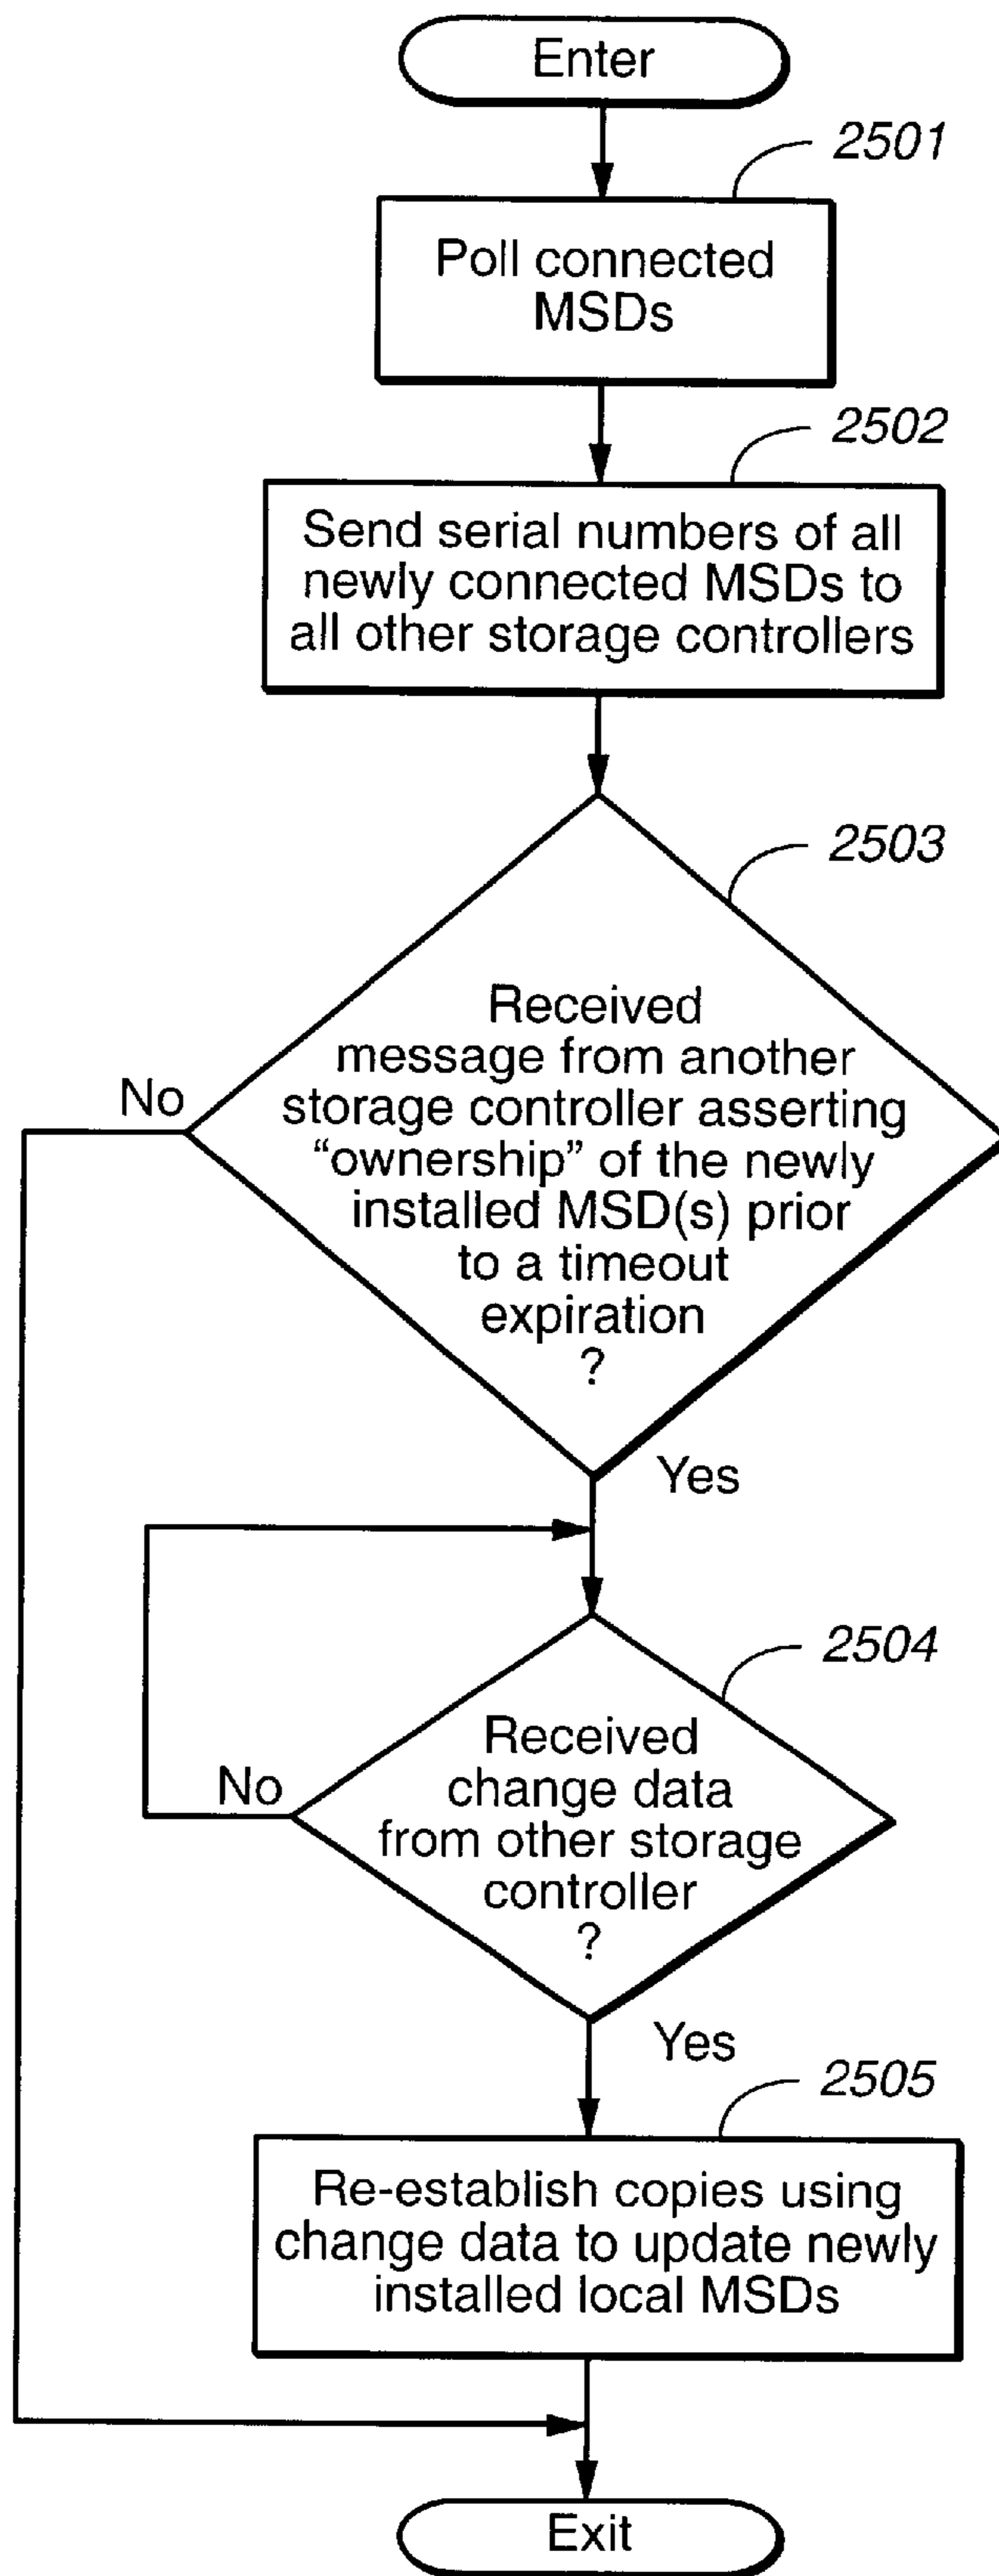 Enter
2501
Poll connected
MSDs
2502
Send serial numbers of all
newly connected MSDs to
all other storage controllers
2503
Received
message from another
storage controller asserting
“ownership” of the newly
installed MSD(s) prior
to a timeout
expiration
?
No
Yes
2504
Received
change data
from other storage
controller
?
No
Yes
2505
Re-establish copies using
change data to update newly
installed local MSDs
Exit